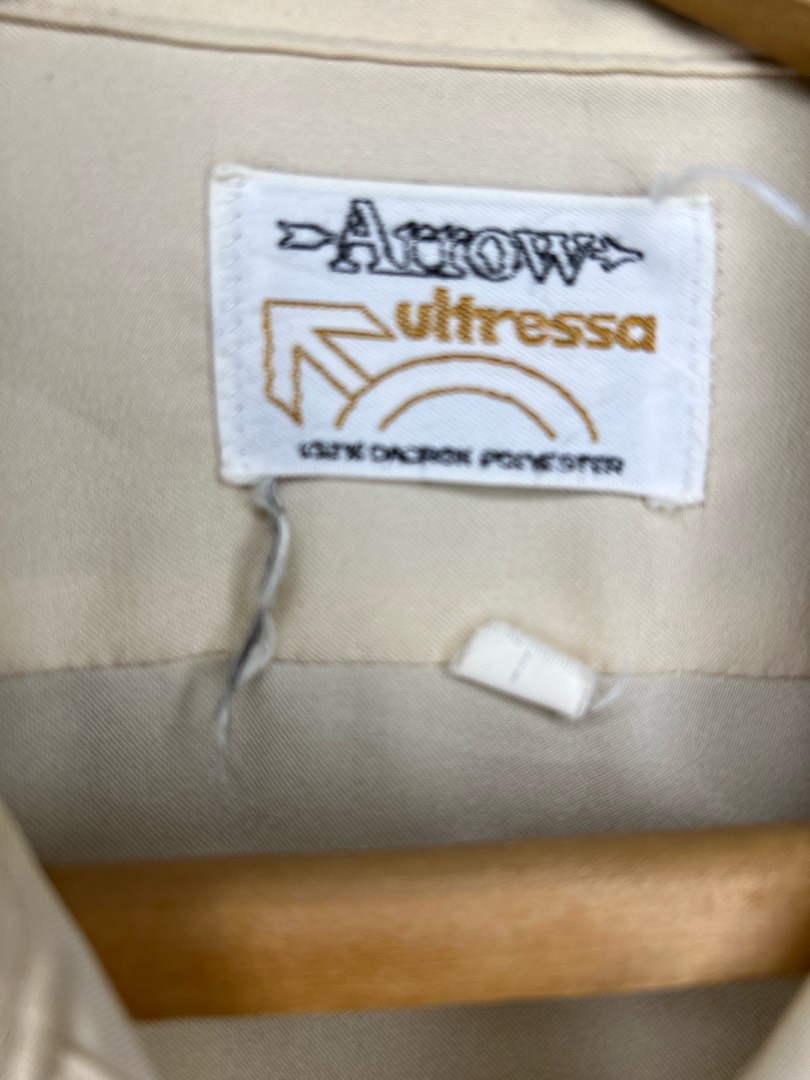 Arrow
ultressa
100% DACRON POLYESTER